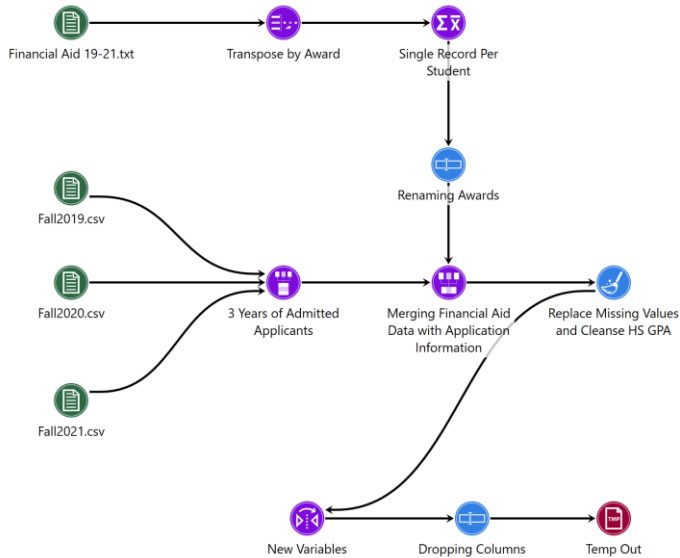 Financial Aid 19-21.txt
Transpose by Award
Single Record Per
Student
Renaming Awards
Fall2019.csv
Fall2020.csv
3 Years of Admitted
Applicants
Merging Financial Aid
Data with Application
Information
Replace Missing Values
and Cleanse HS GPA
Fall2021.csv
New Variables
Dropping Columns
TMP
Temp Out